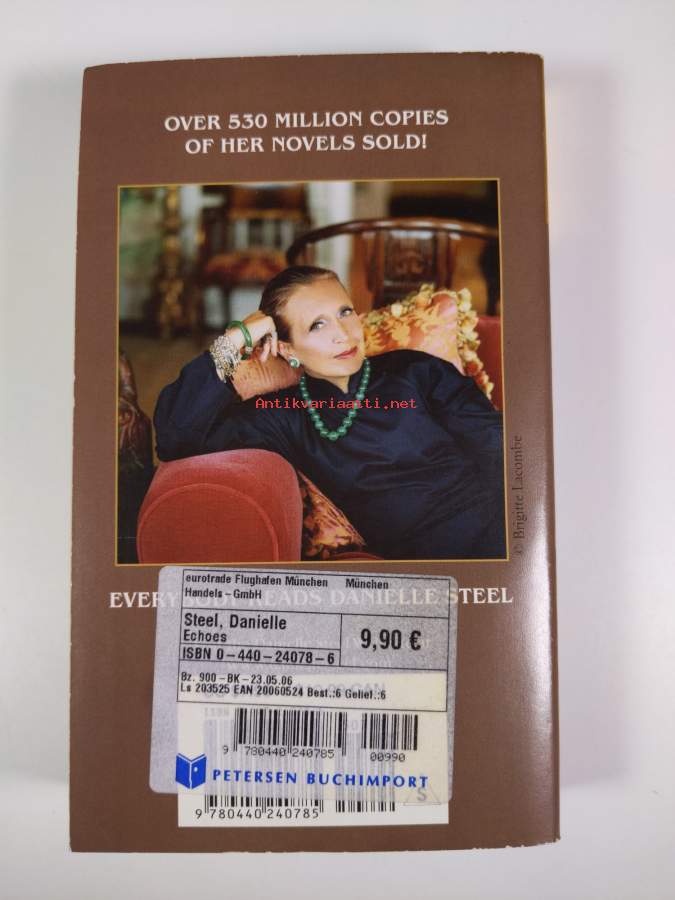 OVER 530 MILLION COPIES
OF HER NOVELS SOLD!
Antikvariaatti.net
© Brigitte Lacombe
EVERYBODY READS DANIELLE STEEL
eurotrade Flughafen München München
Handels-GmbH
Steel, Danielle
Echoes
9,90 €
ISBN 0-440-24078-6
Bz. 900-BK-23.05.06
Ls 203525 EAN 20060524 Best.:6 Gelief.:6
9 780440 240785 00990
PETERSEN BUCHIMPORT
S
9 780440 240785